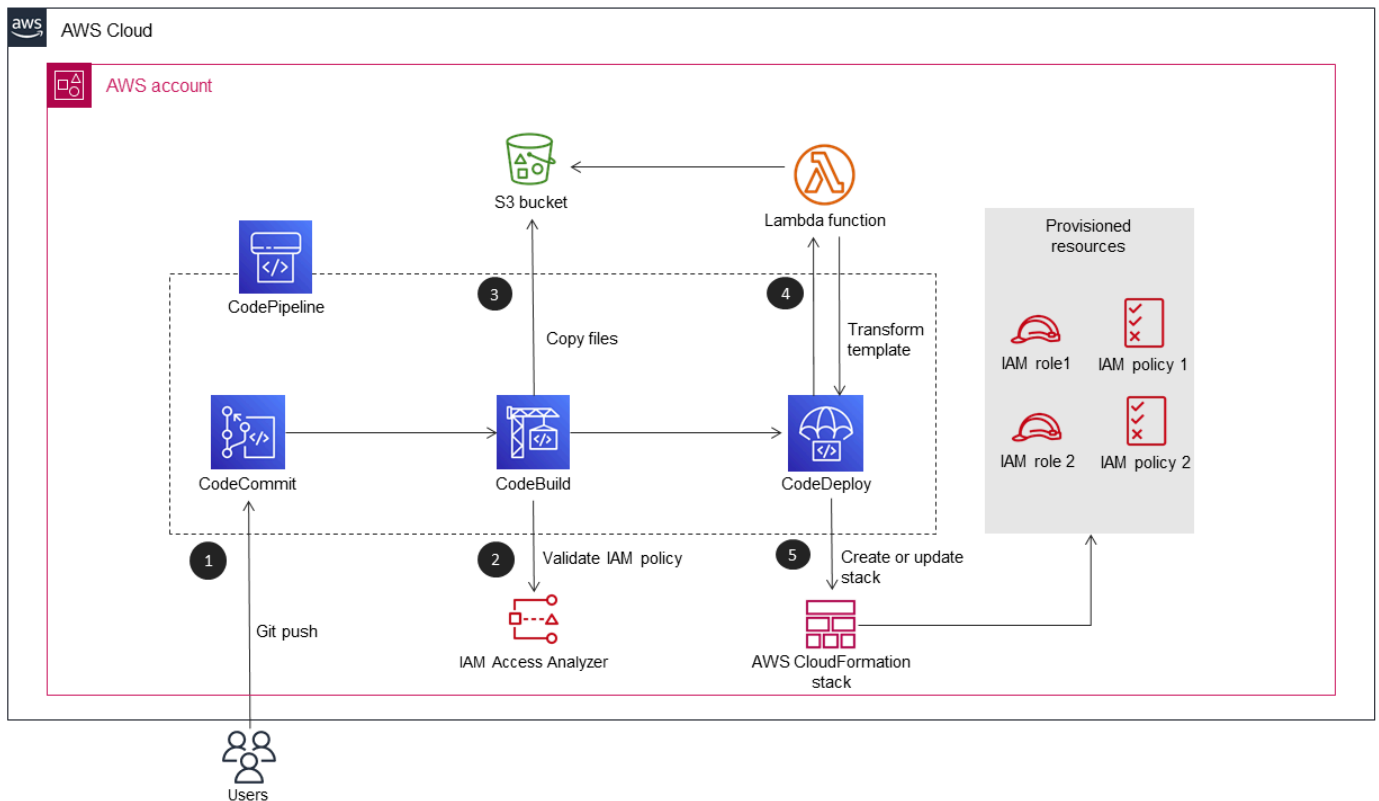 aws
AWS Cloud
AWS account
S3 bucket
Lambda function
Provisioned
resources
CodePipeline
3
4
Copy files
Transform
template
IAM role1
IAM policy 1
IAM role 2
IAM policy 2
CodeCommit
CodeBuild
CodeDeploy
1
2
Validate IAM policy
5
Create or update
stack
Git push
IAM Access Analyzer
AWS CloudFormation
stack
Users